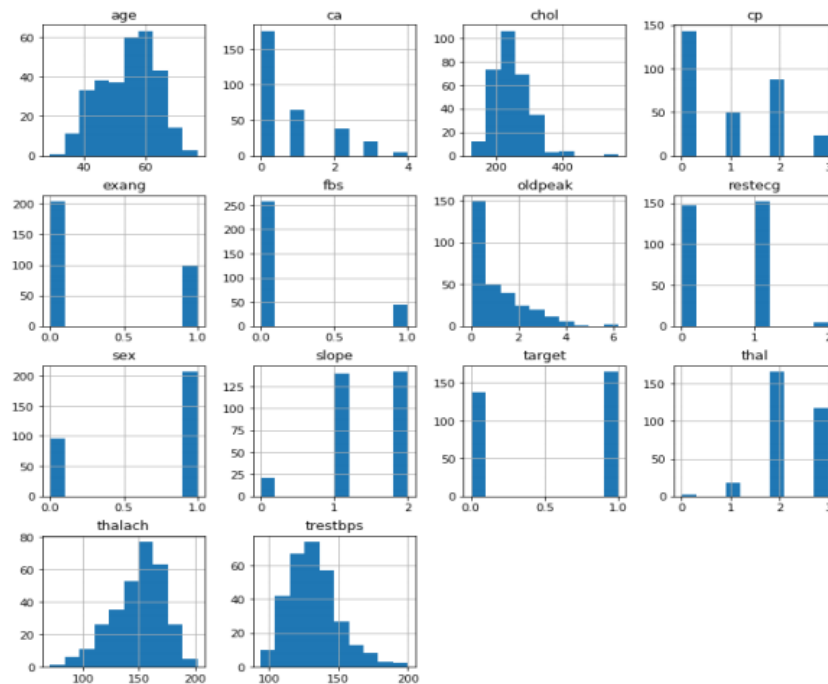 age ca chol cp
60 150 100 150
40 100 80 100
20 50 60 50
0 0 40 0
20
0
40 60 0 2 4 200 400 0 1 2 3
exang fbs oldpeak restecg
200 250 150 150
150 200 100 100
100 150 50 50
50 100 0 0
0 50
0
0.0 0.5 1.0 0.0 0.5 1.0 0 2 4 6 0 1 2
sex slope target thal
200 125 150 150
150 100 100 100
100 75 50 50
50 50 0 0
0 25
0
0.0 0.5 1.0 0 1 2 0.0 0.5 1.0 0 1 2 3
thalach trestbps
80 60
60 40
40 20
20 0
0
100 150 200 100 150 200